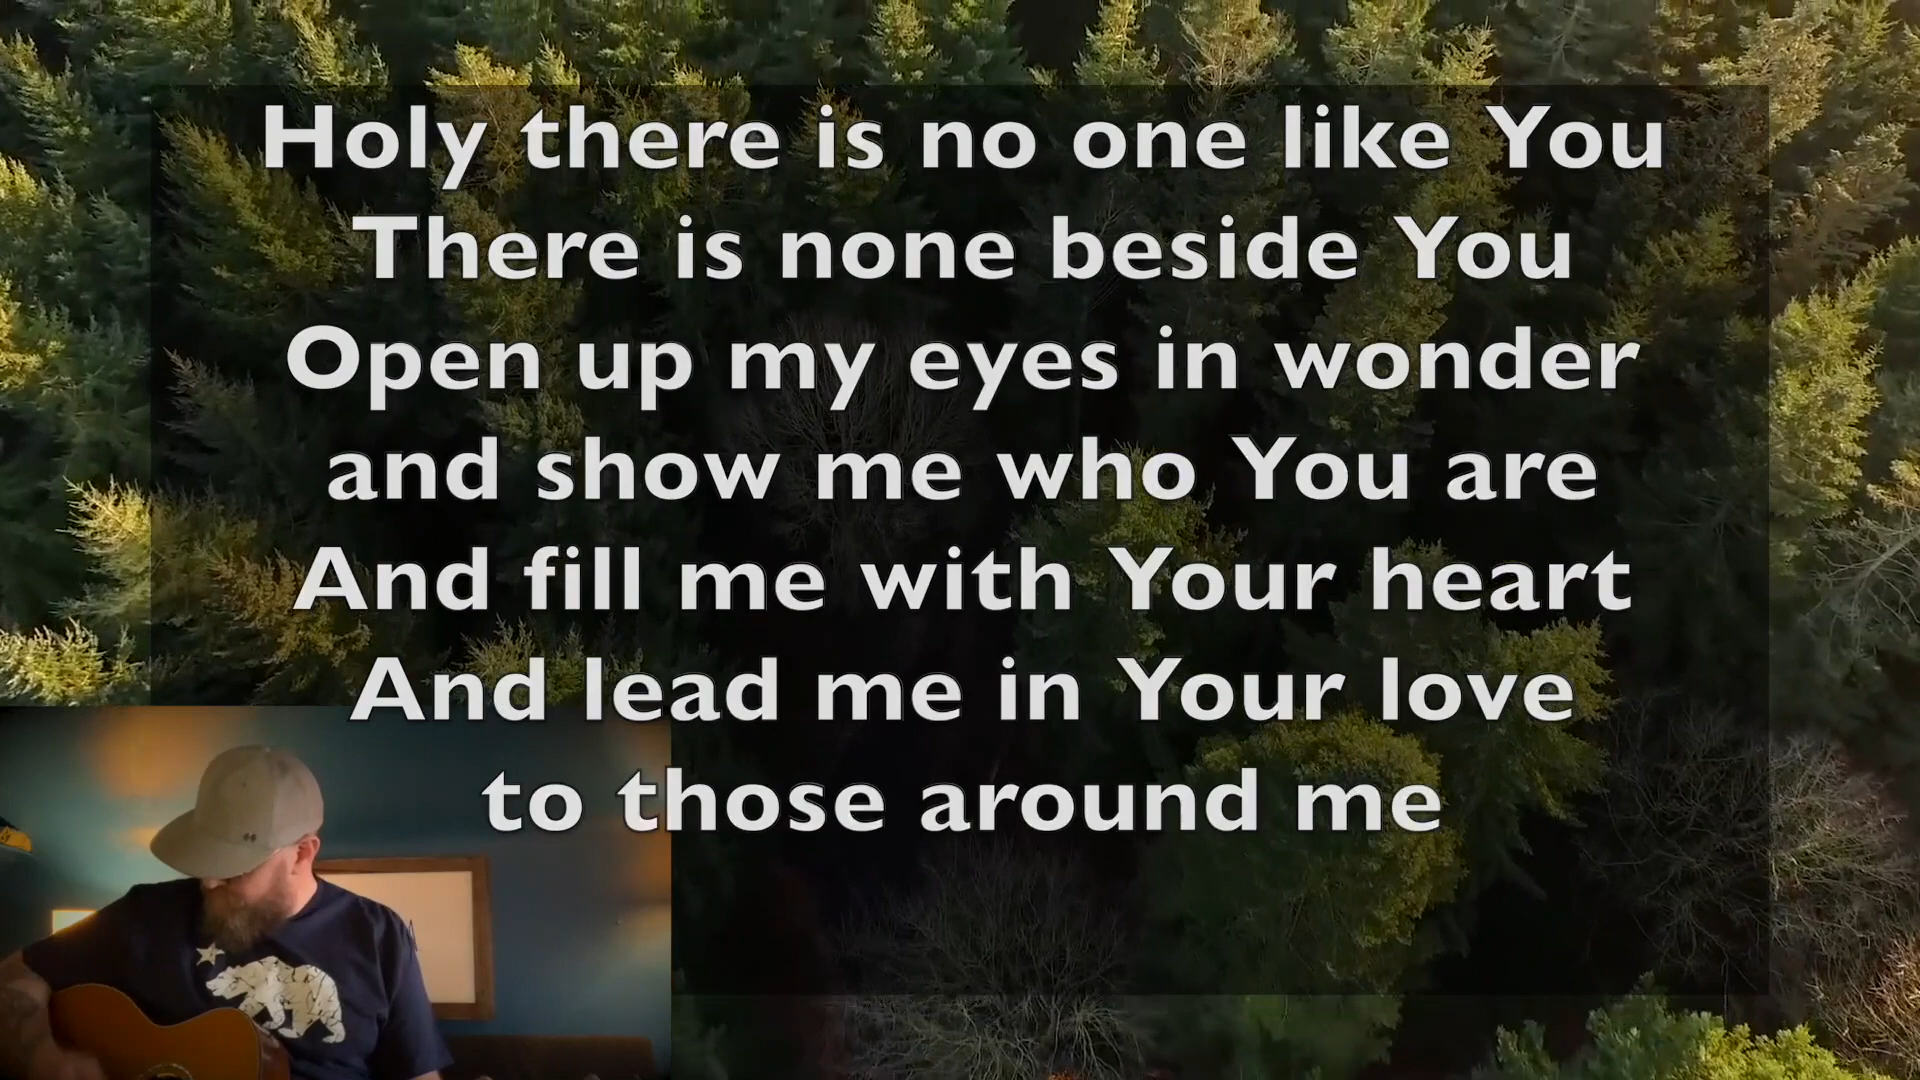 Holy there is no one like You
There is none beside You
Open up my eyes in wonder
and show me who You are
And fill me with Your heart
And lead me in Your love
to those around me